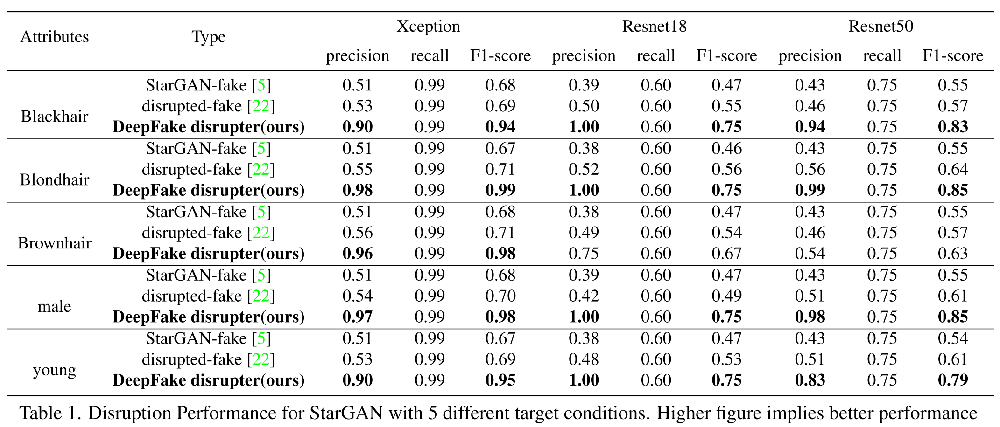 Attributes Type Xception Resnet18 Resnet50
precision recall F1-score precision recall F1-score precision recall F1-score
Blackhair StarGAN-fake [5] 0.51 0.99 0.68 0.39 0.60 0.47 0.43 0.75 0.55
disrupted-fake [22] 0.53 0.99 0.69 0.50 0.60 0.55 0.46 0.75 0.57
DeepFake disrupter(ours) 0.90 0.99 0.94 1.00 0.60 0.75 0.94 0.75 0.83
Blondhair StarGAN-fake [5] 0.51 0.99 0.67 0.38 0.60 0.46 0.43 0.75 0.55
disrupted-fake [22] 0.55 0.99 0.71 0.52 0.60 0.56 0.56 0.75 0.64
DeepFake disrupter(ours) 0.98 0.99 0.99 1.00 0.60 0.75 0.99 0.75 0.85
Brownhair StarGAN-fake [5] 0.51 0.99 0.68 0.38 0.60 0.47 0.43 0.75 0.55
disrupted-fake [22] 0.56 0.99 0.71 0.49 0.60 0.54 0.46 0.75 0.57
DeepFake disrupter(ours) 0.96 0.99 0.98 0.75 0.60 0.67 0.54 0.75 0.63
male StarGAN-fake [5] 0.51 0.99 0.68 0.39 0.60 0.47 0.43 0.75 0.55
disrupted-fake [22] 0.54 0.99 0.70 0.42 0.60 0.49 0.51 0.75 0.61
DeepFake disrupter(ours) 0.97 0.99 0.98 1.00 0.60 0.75 0.98 0.75 0.85
young StarGAN-fake [5] 0.51 0.99 0.67 0.38 0.60 0.47 0.43 0.75 0.54
disrupted-fake [22] 0.53 0.99 0.69 0.48 0.60 0.53 0.51 0.75 0.61
DeepFake disrupter(ours) 0.90 0.99 0.95 1.00 0.60 0.75 0.83 0.75 0.79
Table 1. Disruption Performance for StarGAN with 5 different target conditions. Higher figure implies better performance